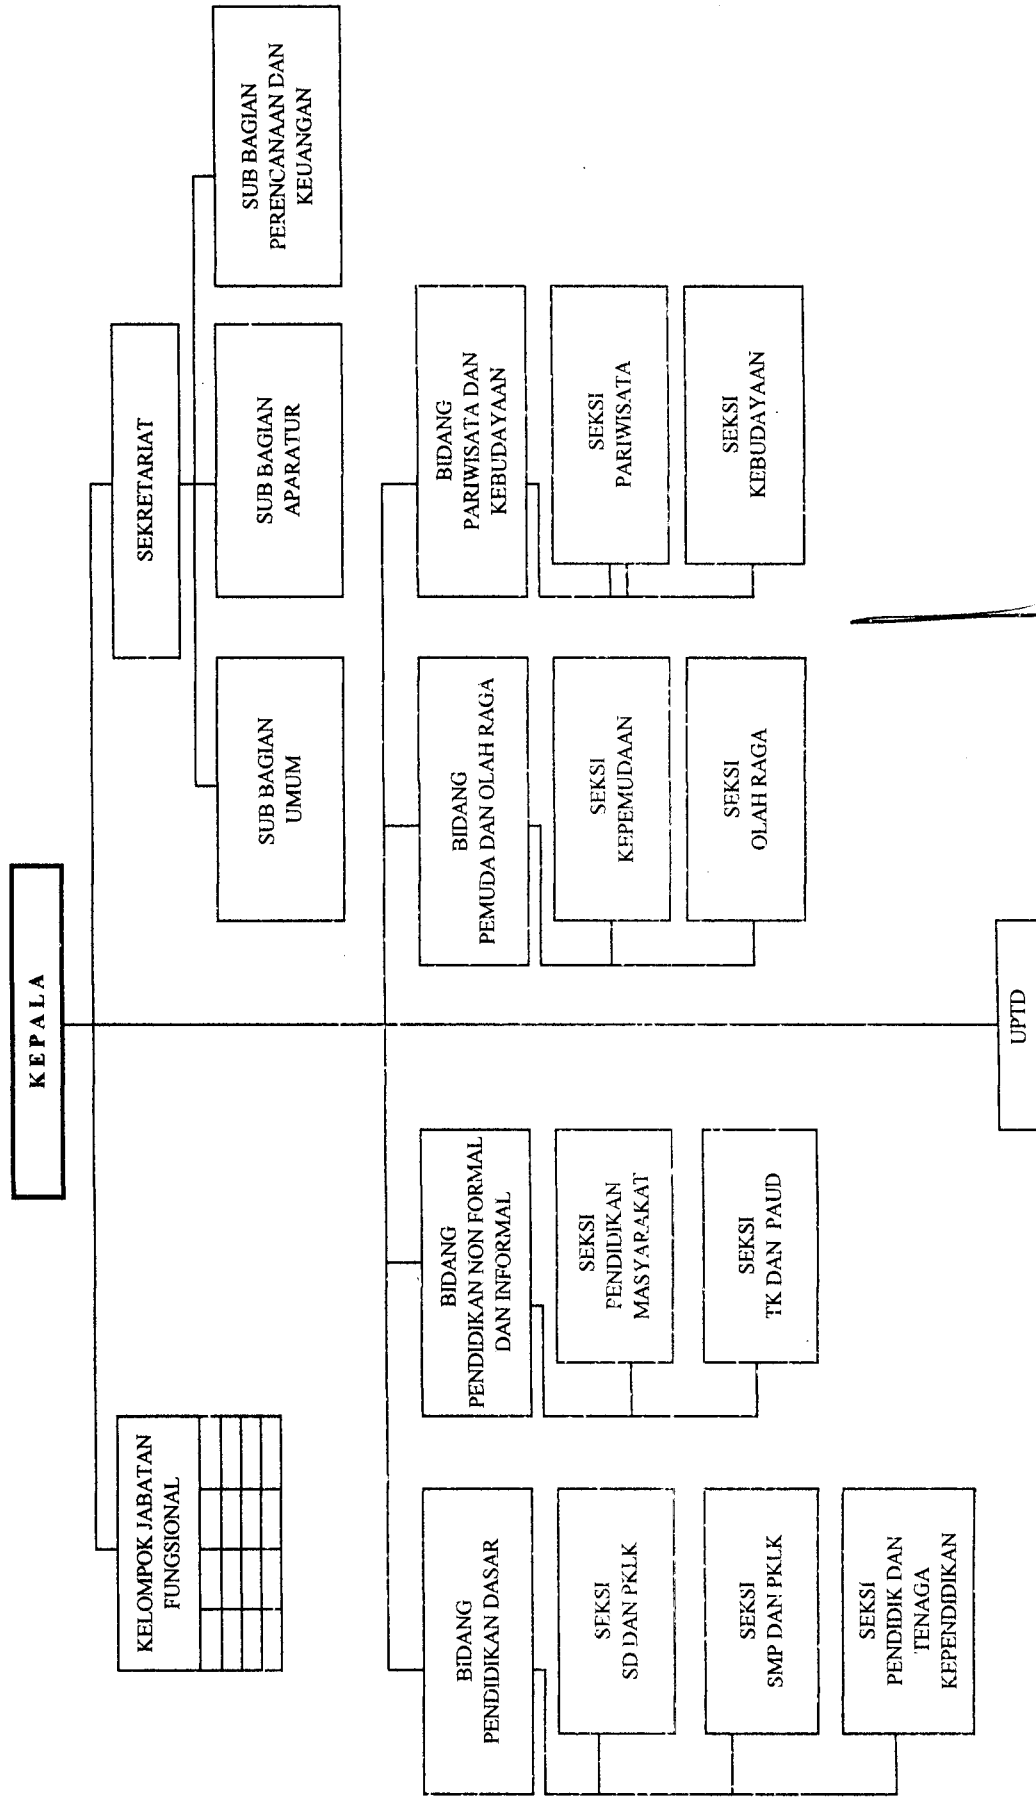 KEPALA
KELOMPOK JABATAN
FUNGSIONAL
SEKRETARIAT
SUB BAGIAN
UMUM
SUB BAGIAN
APARATUR
SUB BAGIAN
PERENCANAAN DAN
KEUANGAN
BIDANG
PENDIDIKAN DASAR
SEKSI
SD DAN PKLK
SEKSI
SMP DAN PKLK
SEKSI
PENDIDIK DAN
TENAGA
KEPENDIDIKAN
BIDANG
PENDIDIKAN NON FORMAL
DAN INFORMAL
SEKSI
PENDIDIKAN
MASYARAKAT
SEKSI
TK DAN PAUD
BIDANG
PEMUDA DAN OLAH RAGA
SEKSI
KEPEMUDAAN
SEKSI
OLAH RAGA
BIDANG
PARIWISATA DAN
KEBUDAYAAN
SEKSI
PARIWISATA
SEKSI
KEBUDAYAAN
UPTD